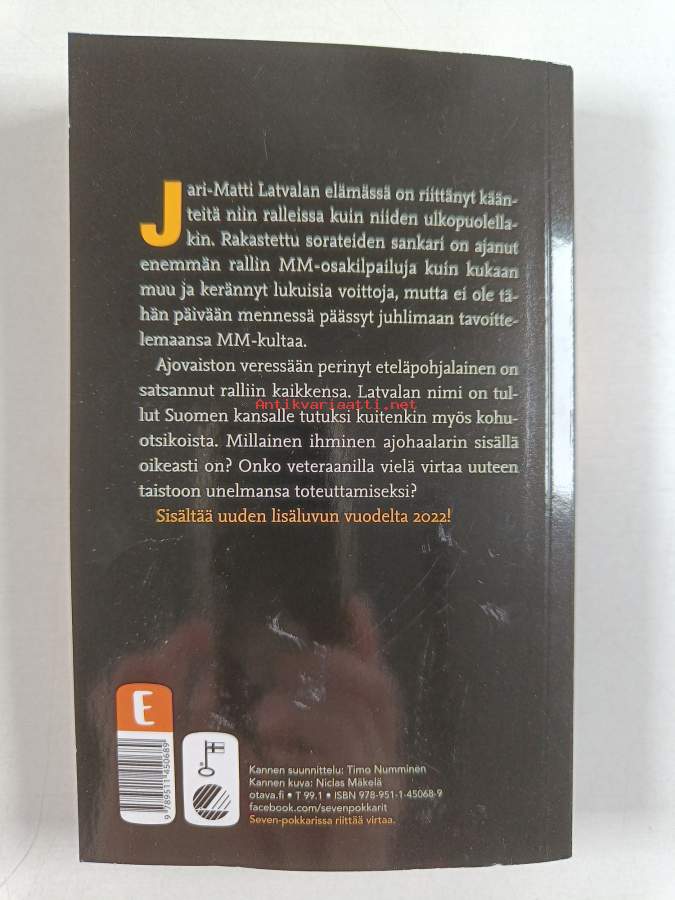 Jari-Matti Latvalan elämässä on riittänyt kään-
teitä niin ralleissa kuin niiden ulkopuolella-
kin. Rakastettu sorateiden sankari on ajanut
enemmän rallin MM-osakilpailuja kuin kukaan
muu ja kerännyt lukuisia voittoja, mutta ei ole tä-
hän päivään mennessä päässyt juhlimaan tavoitte-
lemaansa MM-kultaa.
Ajovaiston veressään perinyt eteläpohjalainen on
satsannut ralliin kaikkensa. Latvalan nimi on tul-
Antikvariaatti.net
lut Suomen kansalle tutuksi kuitenkin myös kohu-
otsikoista. Millainen ihminen ajohaalarin sisällä
oikeasti on? Onko veteraanilla vielä virtaa uuteen
taistoon unelmansa toteuttamiseksi?
Sisältää uuden lisäluvun vuodelta 2022!
E
9 789511 450689
Kannen suunnittelu: Timo Numminen
Kannen kuva: Niclas Mäkelä
otava.fi • T 99.1 • ISBN 978-951-1-45068-9
facebook.com/sevenpokkarit
Seven-pokkarissa riittää virtaa.